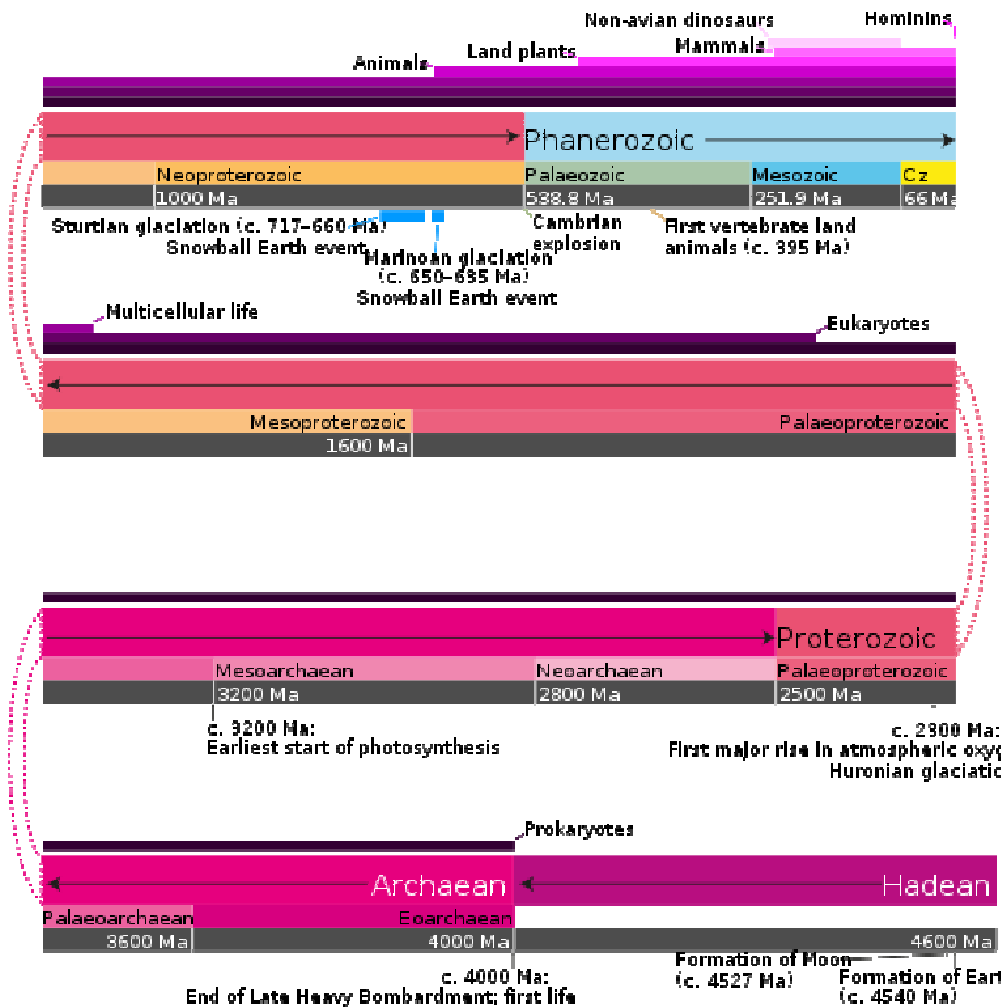 Non-avian dinosaurs
Hominins
Land plants
Mammals
Animals
Phanerozoic
Neoproterozoic
Palaeozoic
Mesozoic
Cz
1000 Ma
538.8 Ma
251.9 Ma
66 Ma
Sturtian glaciation (c. 717–660 Ma)
Snowball Earth event
Cambrian
explosion
First vertebrate land
animals (c. 395 Ma)
Marinoan glaciation
(c. 650–635 Ma)
Snowball Earth event
Multicellular life
Eukaryotes
Mesoproterozoic
Palaeoproterozoic
1600 Ma
Proterozoic
Mesoarchaean
Neoarchaean
Palaeoproterozoic
3200 Ma
2800 Ma
2500 Ma
c. 3200 Ma:
Earliest start of photosynthesis
c. 2300 Ma:
First major rise in atmospheric oxyg
Huronian glaciatio
Prokaryotes
Archaean
Hadean
Palaeoarchaean
Eoarchaean
3600 Ma
4000 Ma
4600 Ma
c. 4000 Ma:
End of Late Heavy Bombardment; first life
Formation of Moon
(c. 4527 Ma)
Formation of Eart
(c. 4540 Ma)